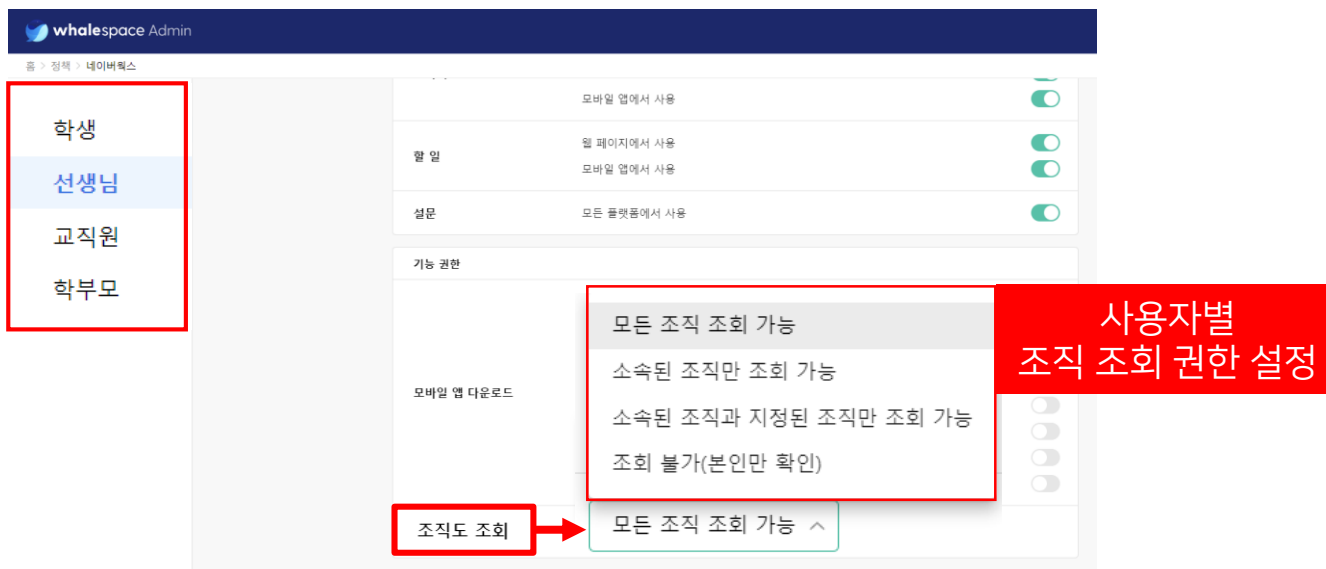 whalespace Admin
홈 > 정책 > 네이버웍스
학생
선생님
교직원
학부모
모바일 앱에서 사용
할 일
웹 페이지에서 사용
모바일 앱에서 사용
설문
모든 플랫폼에서 사용
기능 권한
모바일 앱 다운로드
모든 조직 조회 가능
소속된 조직만 조회 가능
소속된 조직과 지정된 조직만 조회 가능
조회 불가(본인만 확인)
사용자별
조직 조회 권한 설정
조직도 조회
모든 조직 조회 가능